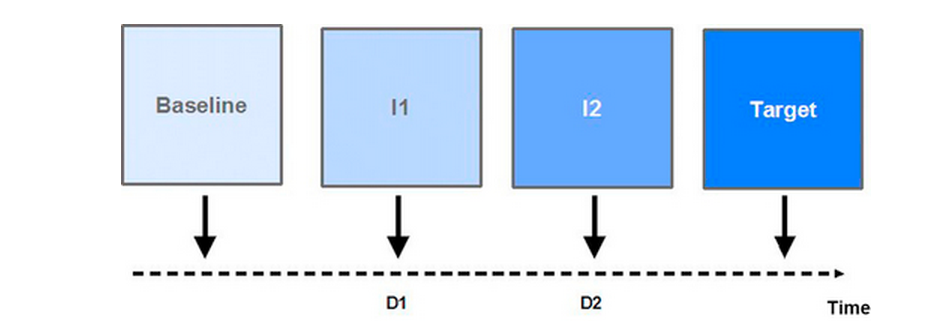 Baseline
I1
I2
Target
D1
D2
Time